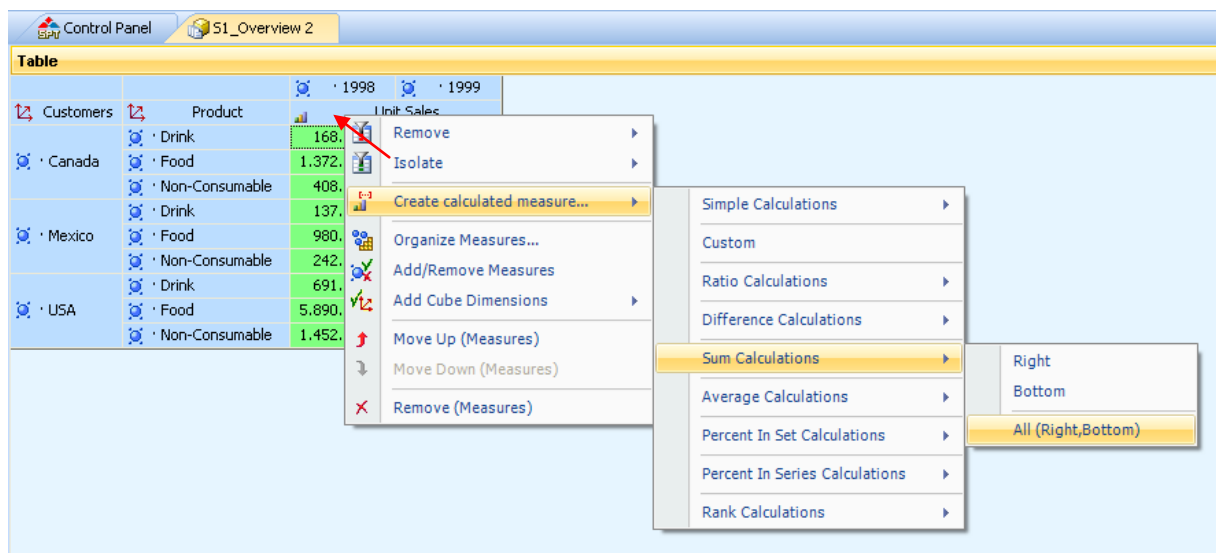 Control Panel S1_Overview 2
Table
· 1998 · 1999
Customers Product Unit Sales
· Drink 168.
· Canada · Food 1.372.
· Non-Consumable 408.
· Drink 137.
· Mexico · Food 980.
· Non-Consumable 242.
· Drink 691.
· USA · Food 5.890.
· Non-Consumable 1.452.
Remove
Isolate
Create calculated measure...
Organize Measures...
Add/Remove Measures
Add Cube Dimensions
Move Up (Measures)
Move Down (Measures)
Remove (Measures)
Simple Calculations
Custom
Ratio Calculations
Difference Calculations
Sum Calculations
Average Calculations
Percent In Set Calculations
Percent In Series Calculations
Rank Calculations
Right
Bottom
All (Right,Bottom)